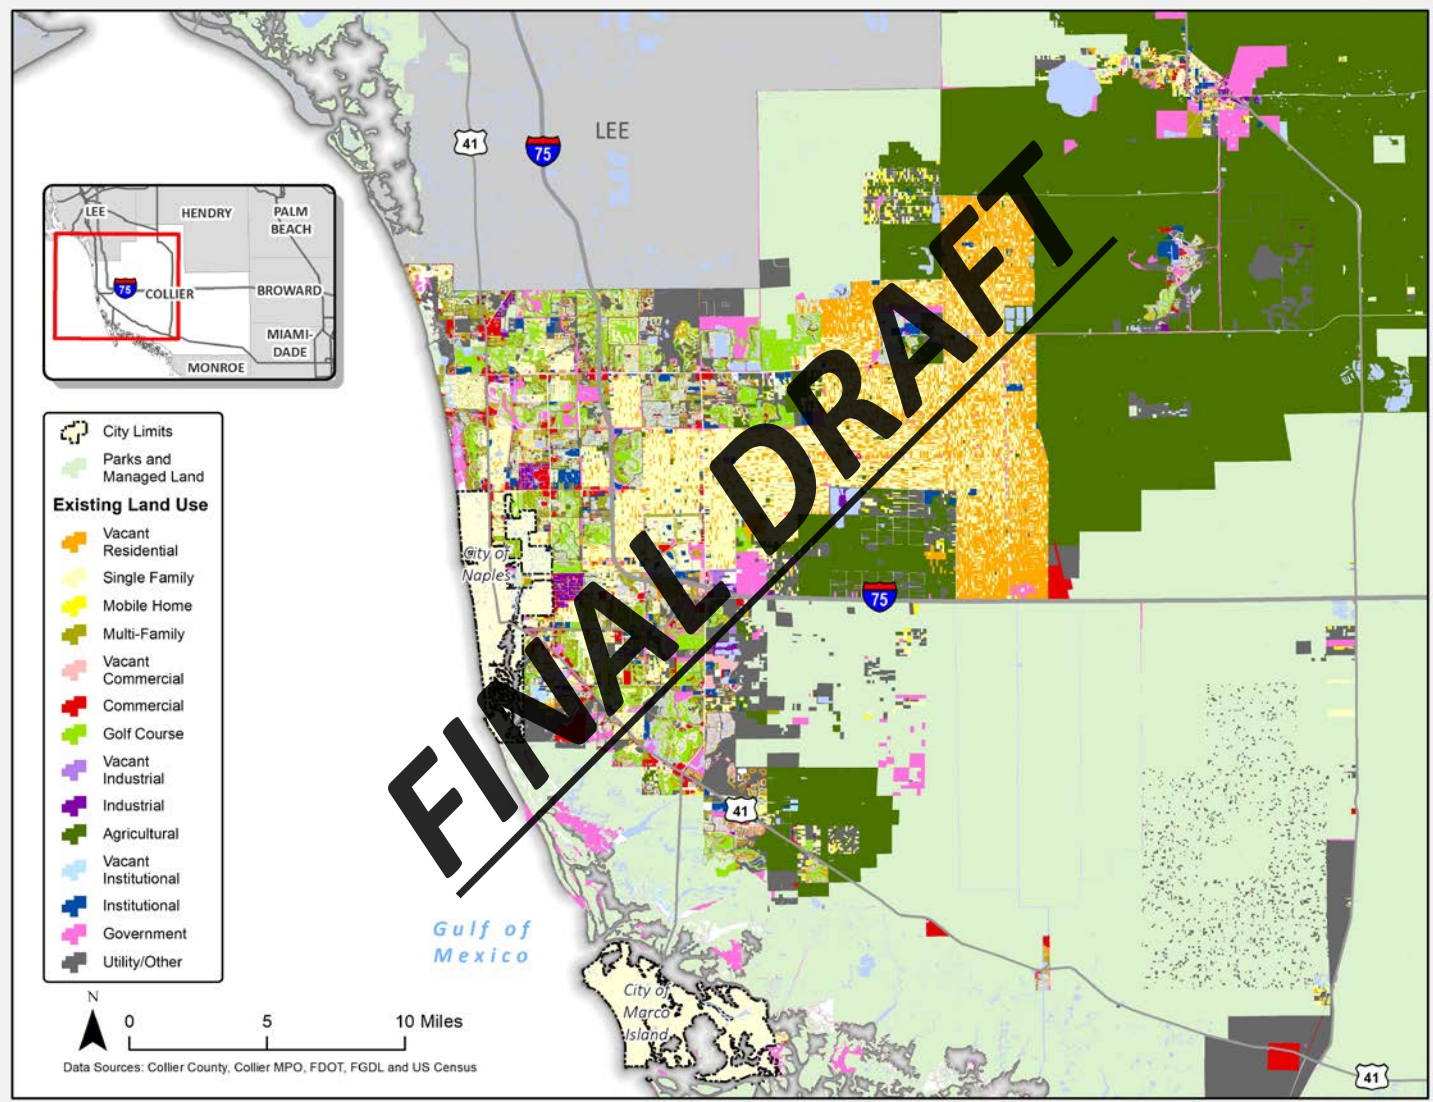 LEE
41
75
LEE
HENDRY
PALM
BEACH
75
COLLIER
BROWARD
MIAMI-
DADE
MONROE
City Limits
Parks and
Managed Land
Existing Land Use
Vacant
Residential
Single Family
Mobile Home
Multi-Family
Vacant
Commercial
Commercial
Golf Course
Vacant
Industrial
Industrial
Agricultural
Vacant
Institutional
Institutional
Government
Utility/Other
City of
Naples
75
FINAL DRAFT
41
Gulf of
Mexico
City of
Marco
Island
41
N
0 5 10 Miles
Data Sources: Collier County, Collier MPO, FDOT, FGDL and US Census